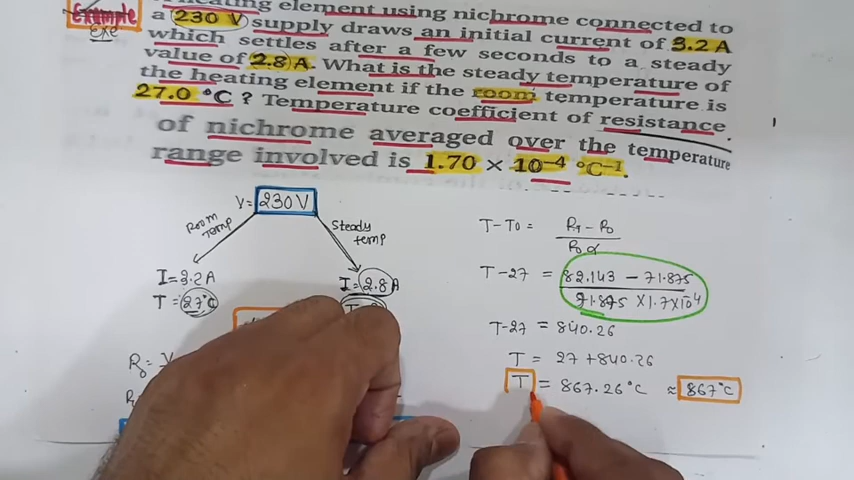 Example
Exe
heating element using nichrome connected to
a 230 V supply draws an initial current of 3.2 A
which settles after a few seconds to a steady
value of 2.8 A. What is the steady temperature of
the heating element if the room temperature is
27.0 °C ? Temperature coefficient of resistance
of nichrome averaged over the temperature
range involved is 1.70 × 10⁻⁴ °C⁻¹.
V = 230V
Room temp
Steady temp
I = 3.2A
T = 27°C
I = 2.8A
T - T0 = RT - R0 / R0 α
T - 27 = 82.143 - 71.875 / 71.875 × 1.7×10⁻⁴
T - 27 = 840.26
T = 27 + 840.26
T = 867.26°C ≈ 867°C